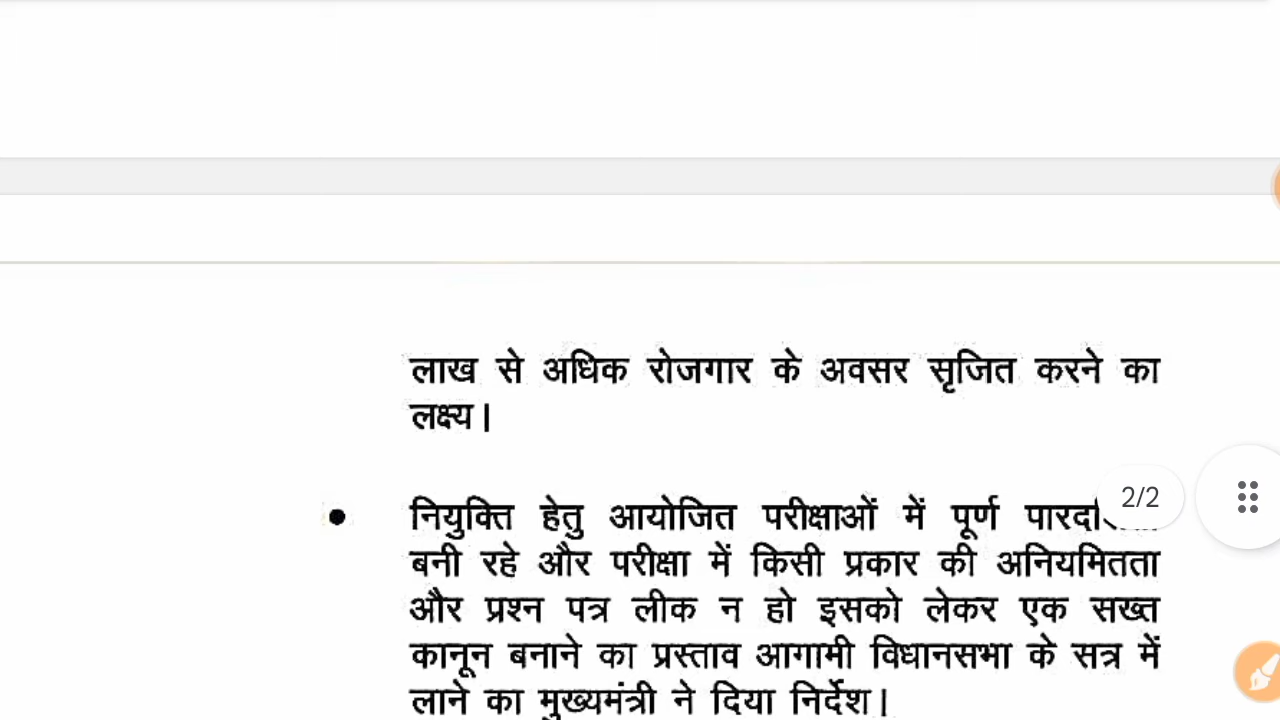 लाख से अधिक रोजगार के अवसर सृजित करने का
लक्ष्य।
• नियुक्ति हेतु आयोजित परीक्षाओं में पूर्ण
2/2
बनी रहे और परीक्षा में किसी प्रकार की अनियमितता
और प्रश्न पत्र लीक न हो इसको लेकर एक सख्त
कानून बनाने का प्रस्ताव आगामी विधानसभा के सत्र में
लाने का मुख्यमंत्री ने दिया निर्देश।